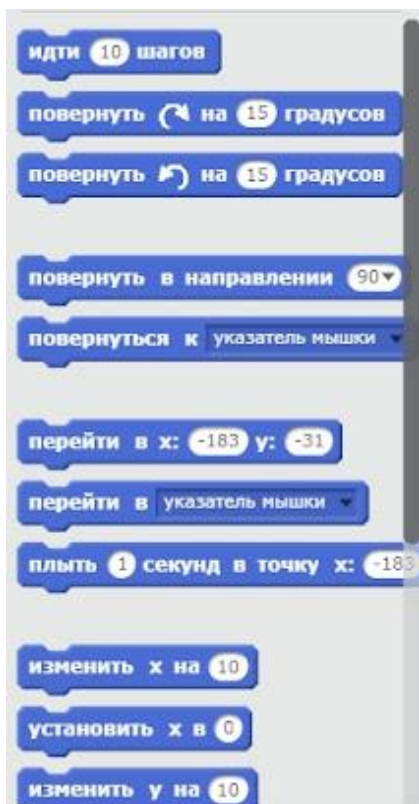 идти 10 шагов
повернуть на 15 градусов
повернуть на 15 градусов
повернуть в направлении 90
повернуться к указатель мышки
перейти в x: -183 y: -31
перейти в указатель мышки
плыть 1 секунд в точку x: -183
изменить x на 10
установить x в 0
изменить y на 10